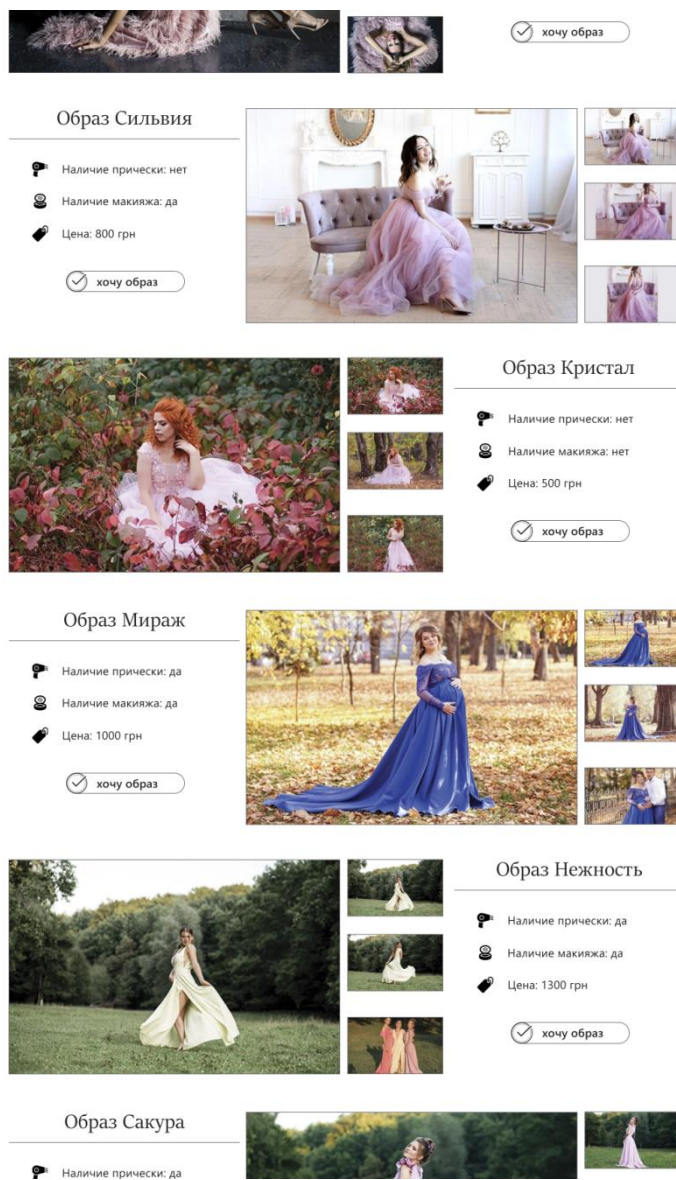 хочу образ
Образ Сильвия
Наличие прически: нет
Наличие макияжа: да
Цена: 800 грн
хочу образ
Образ Кристал
Наличие прически: нет
Наличие макияжа: нет
Цена: 500 грн
хочу образ
Образ Мираж
Наличие прически: да
Наличие макияжа: да
Цена: 1000 грн
хочу образ
Образ Нежность
Наличие прически: да
Наличие макияжа: да
Цена: 1300 грн
хочу образ
Образ Сакура
Наличие прически: да